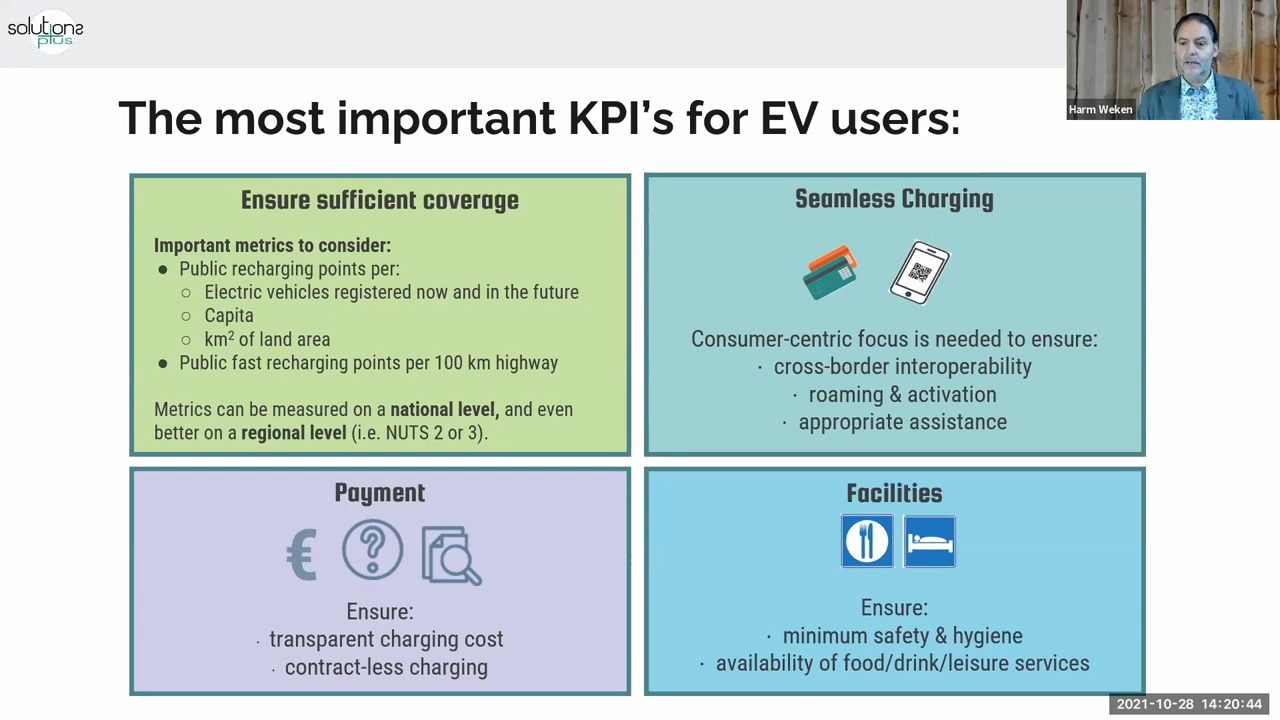 solutions
plus
Harm Weken
The most important KPI's for EV users:
Ensure sufficient coverage
Important metrics to consider:
● Public recharging points per:
○ Electric vehicles registered now and in the future
○ Capita
○ km² of land area
● Public fast recharging points per 100 km highway
Metrics can be measured on a national level, and even
better on a regional level (i.e. NUTS 2 or 3).
Seamless Charging
Consumer-centric focus is needed to ensure:
· cross-border interoperability
· roaming & activation
· appropriate assistance
Payment
€ ?
Ensure:
· transparent charging cost
· contract-less charging
Facilities
Ensure:
· minimum safety & hygiene
· availability of food/drink/leisure services
2021-10-28 14:20:44